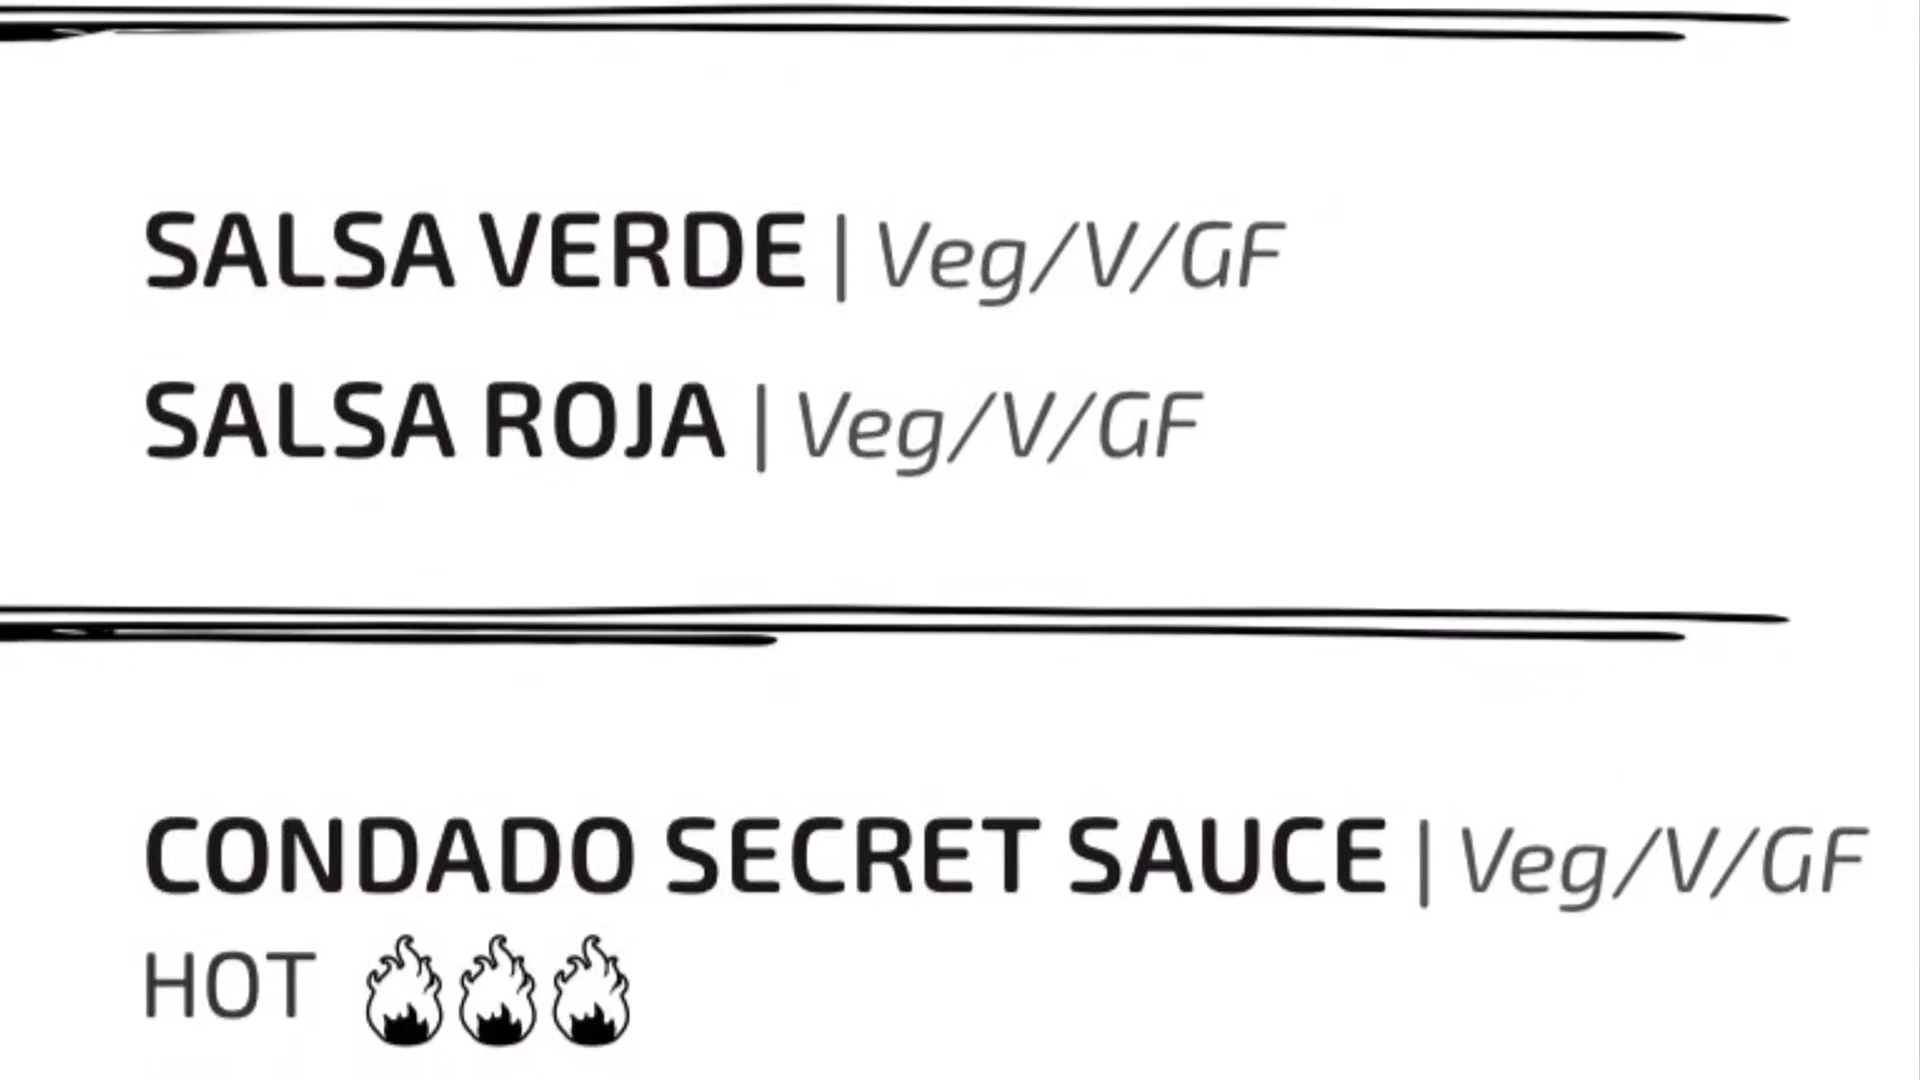 SALSA VERDE | Veg/V/GF
SALSA ROJA | Veg/V/GF
CONDADO SECRET SAUCE | Veg/V/GF
HOT